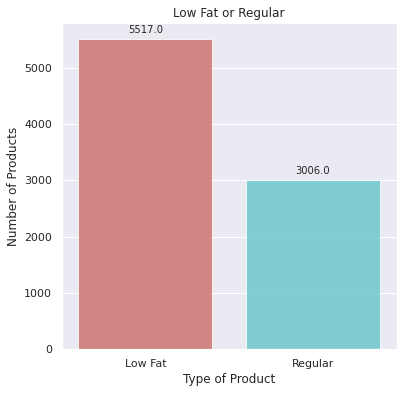 Low Fat or Regular
5517.0
3006.0
5000
4000
3000
2000
1000
0
Number of Products
Low Fat
Regular
Type of Product